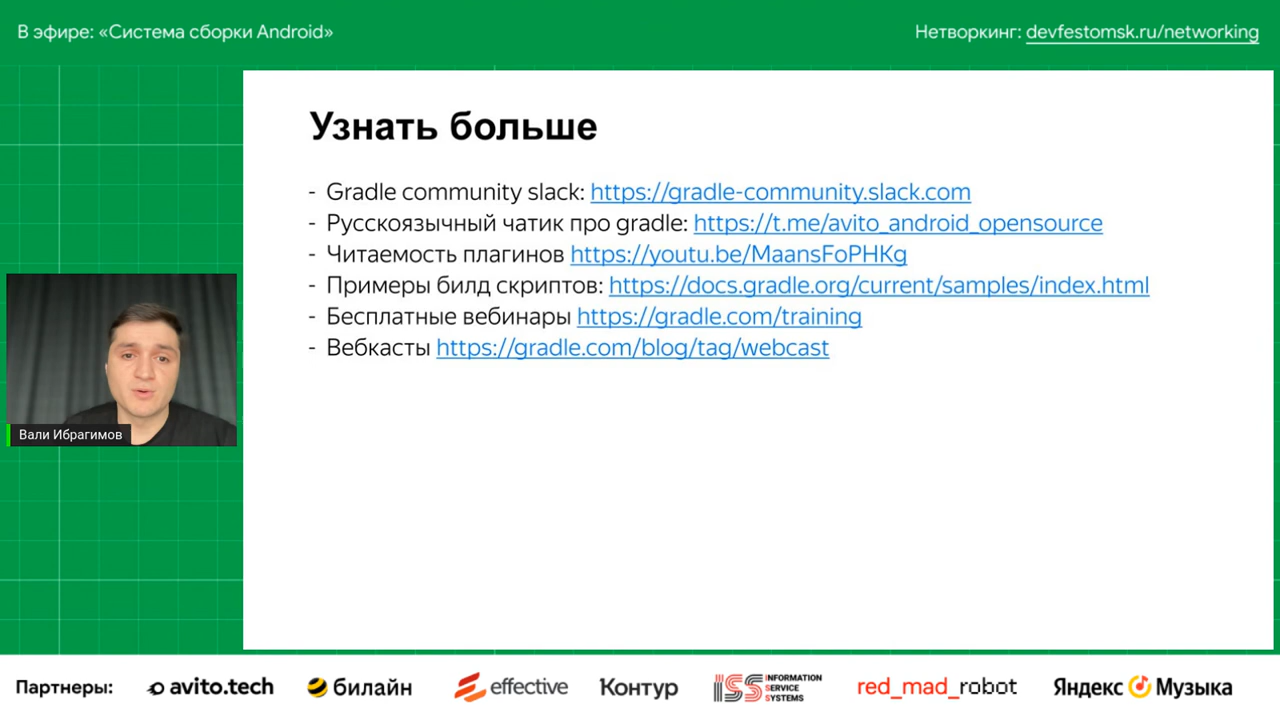 В эфире: «Система сборки Android»
Нетворкинг: devfestomsk.ru/networking
Узнать больше
- Gradle community slack: https://gradle-community.slack.com
- Русскоязычный чатик про gradle: https://t.me/avito_android_opensource
- Читаемость плагинов https://youtu.be/MaansFoPHKg
- Примеры билд скриптов: https://docs.gradle.org/current/samples/index.html
- Бесплатные вебинары https://gradle.com/training
- Вебкасты https://gradle.com/blog/tag/webcast
Вали Ибрагимов
Партнеры: avito.tech билайн effective Контур ISS INFORMATION SERVICE SYSTEMS red_mad_robot Яндекс Музыка